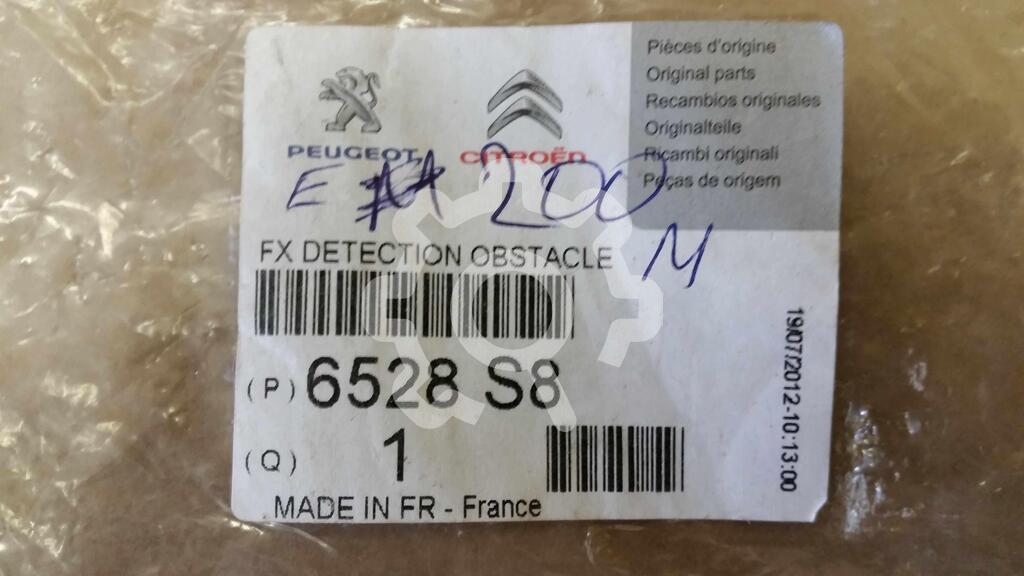 Pièces d'origine
Original parts
Recambios originales
Originalteile
Ricambi originali
Peças de origem
PEUGEOT CITROËN
E 200
M
FX DETECTION OBSTACLE
(P) 6528 S8
(Q) 1
MADE IN FR - France
19/07/2012-10:13:00